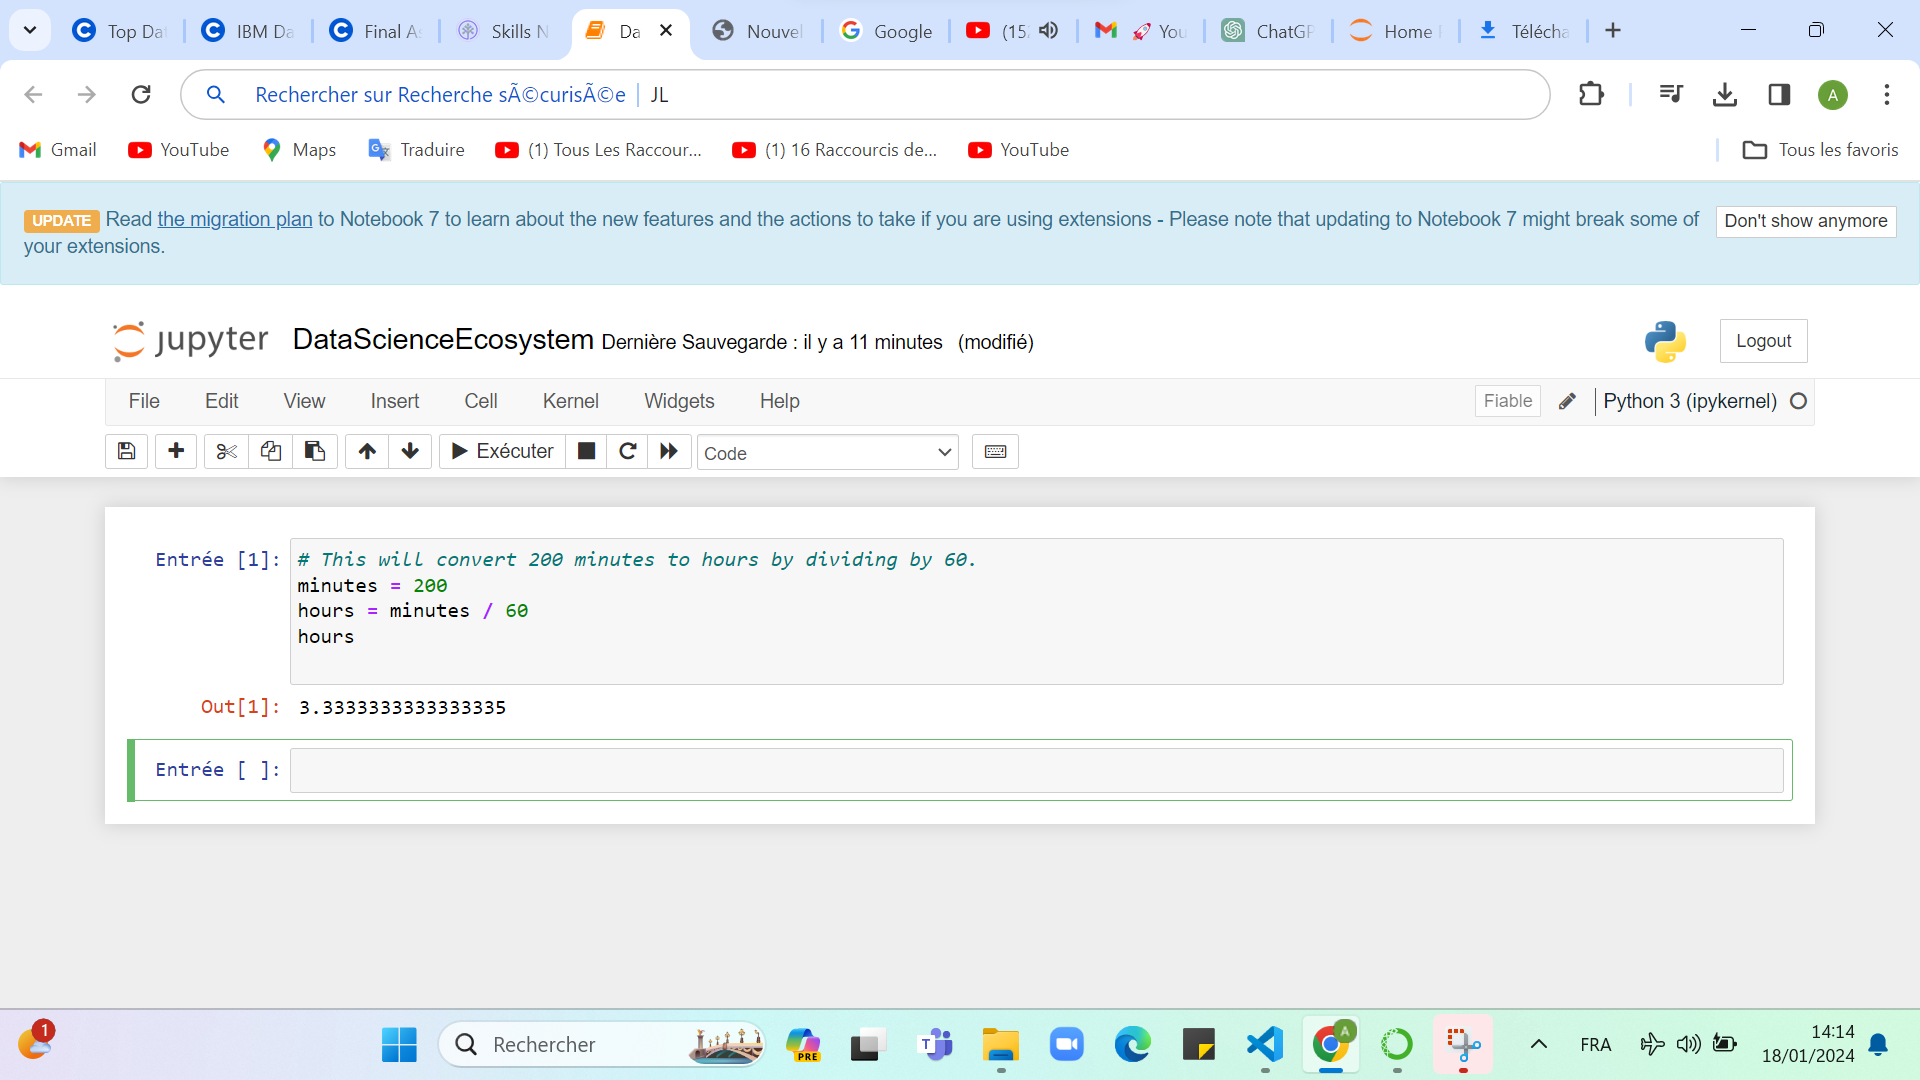 Top Da
IBM Da
Final A
Skills N
Da
Nouvel
Google
(15
You
ChatGP
Home
Télécha
Rechercher sur Recherche sÃ©curisÃ©e | JL
A
Gmail
YouTube
Maps
Traduire
(1) Tous Les Raccour...
(1) 16 Raccourcis de...
YouTube
Tous les favoris
UPDATE Read the migration plan to Notebook 7 to learn about the new features and the actions to take if you are using extensions - Please note that updating to Notebook 7 might break some of
your extensions.
Don't show anymore
jupyter
DataScienceEcosystem Dernière Sauvegarde : il y a 11 minutes (modifié)
Logout
File
Edit
View
Insert
Cell
Kernel
Widgets
Help
Fiable
Python 3 (ipykernel)
Exécuter
Code
Entrée [1]:
# This will convert 200 minutes to hours by dividing by 60.
minutes = 200
hours = minutes / 60
hours
Out[1]:
3.3333333333333335
Entrée [ ]:
1
Rechercher
PRE
T
A
FRA
14:14
18/01/2024